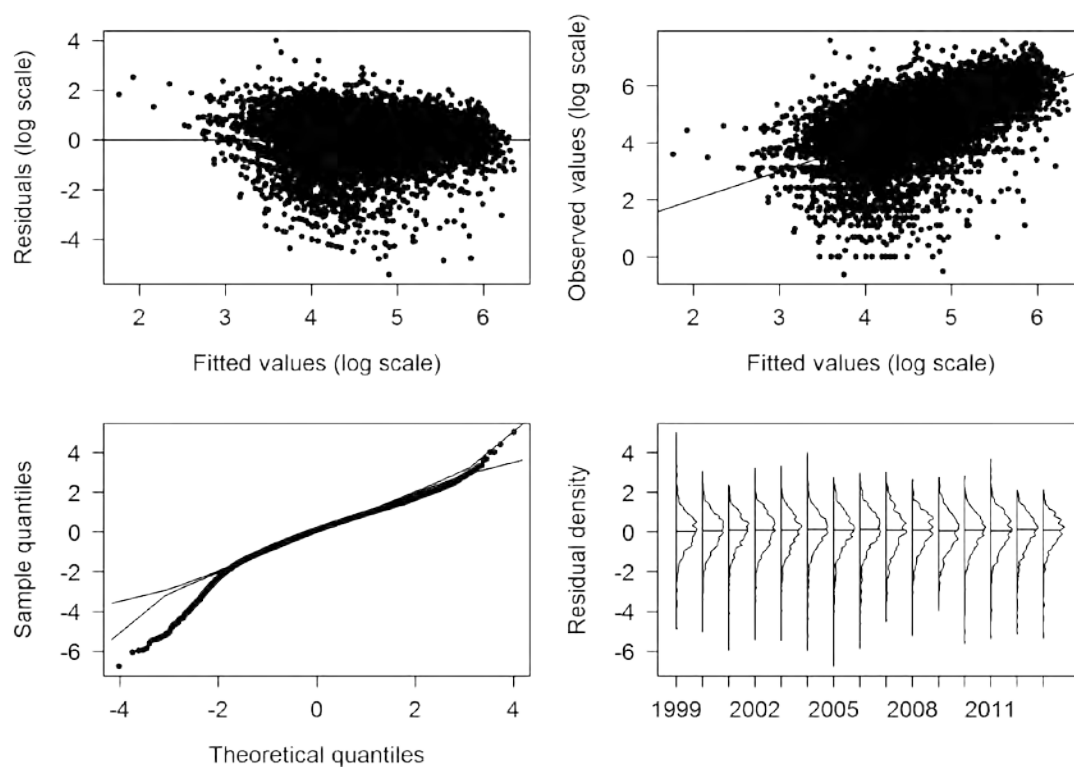 Residuals (log scale)
4
2
0
-2
-4
2 3 4 5 6
Fitted values (log scale)
Observed values (log scale)
6
4
2
0
2 3 4 5 6
Fitted values (log scale)
Sample quantiles
4
2
0
-2
-4
-6
-4 -2 0 2 4
Theoretical quantiles
Residual density
4
2
0
-2
-4
-6
1999 2002 2005 2008 2011